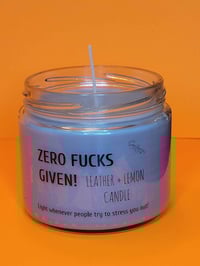 ZERO FUCKS
GIVEN! LEATHER + LEMON
CANDLE
Light whenever people try to stress you out!